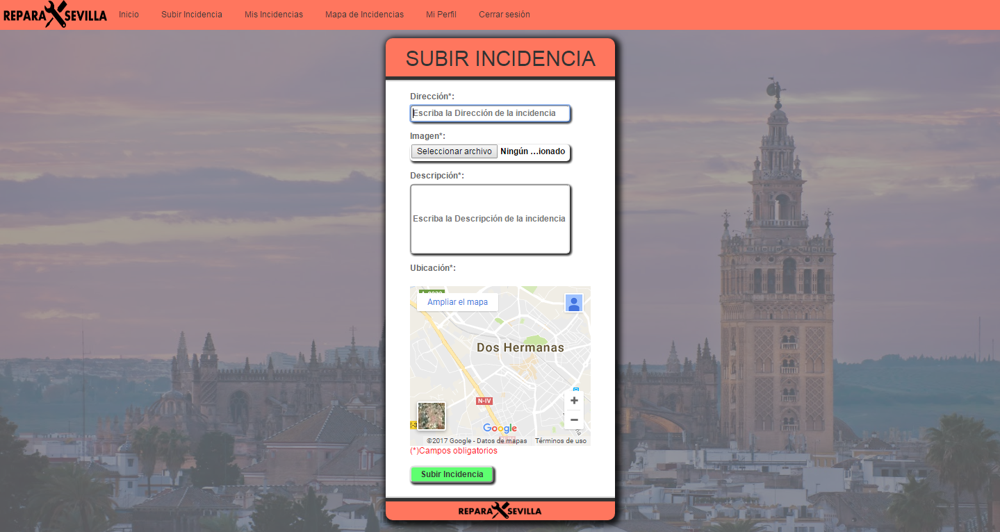 REPARA SEVILLA
Inicio
Subir Incidencia
Mis Incidencias
Mapa de Incidencias
Mi Perfil
Cerrar sesión
SUBIR INCIDENCIA
Dirección*:
Escriba la Dirección de la incidencia
Imagen*:
Seleccionar archivo Ningún ...ionado
Descripción*:
Escriba la Descripción de la incidencia
Ubicación*:
Ampliar el mapa
Dos Hermanas
N-IV
Google
©2017 Google - Datos de mapas Términos de uso
(*)Campos obligatorios
Subir Incidencia
REPARA SEVILLA